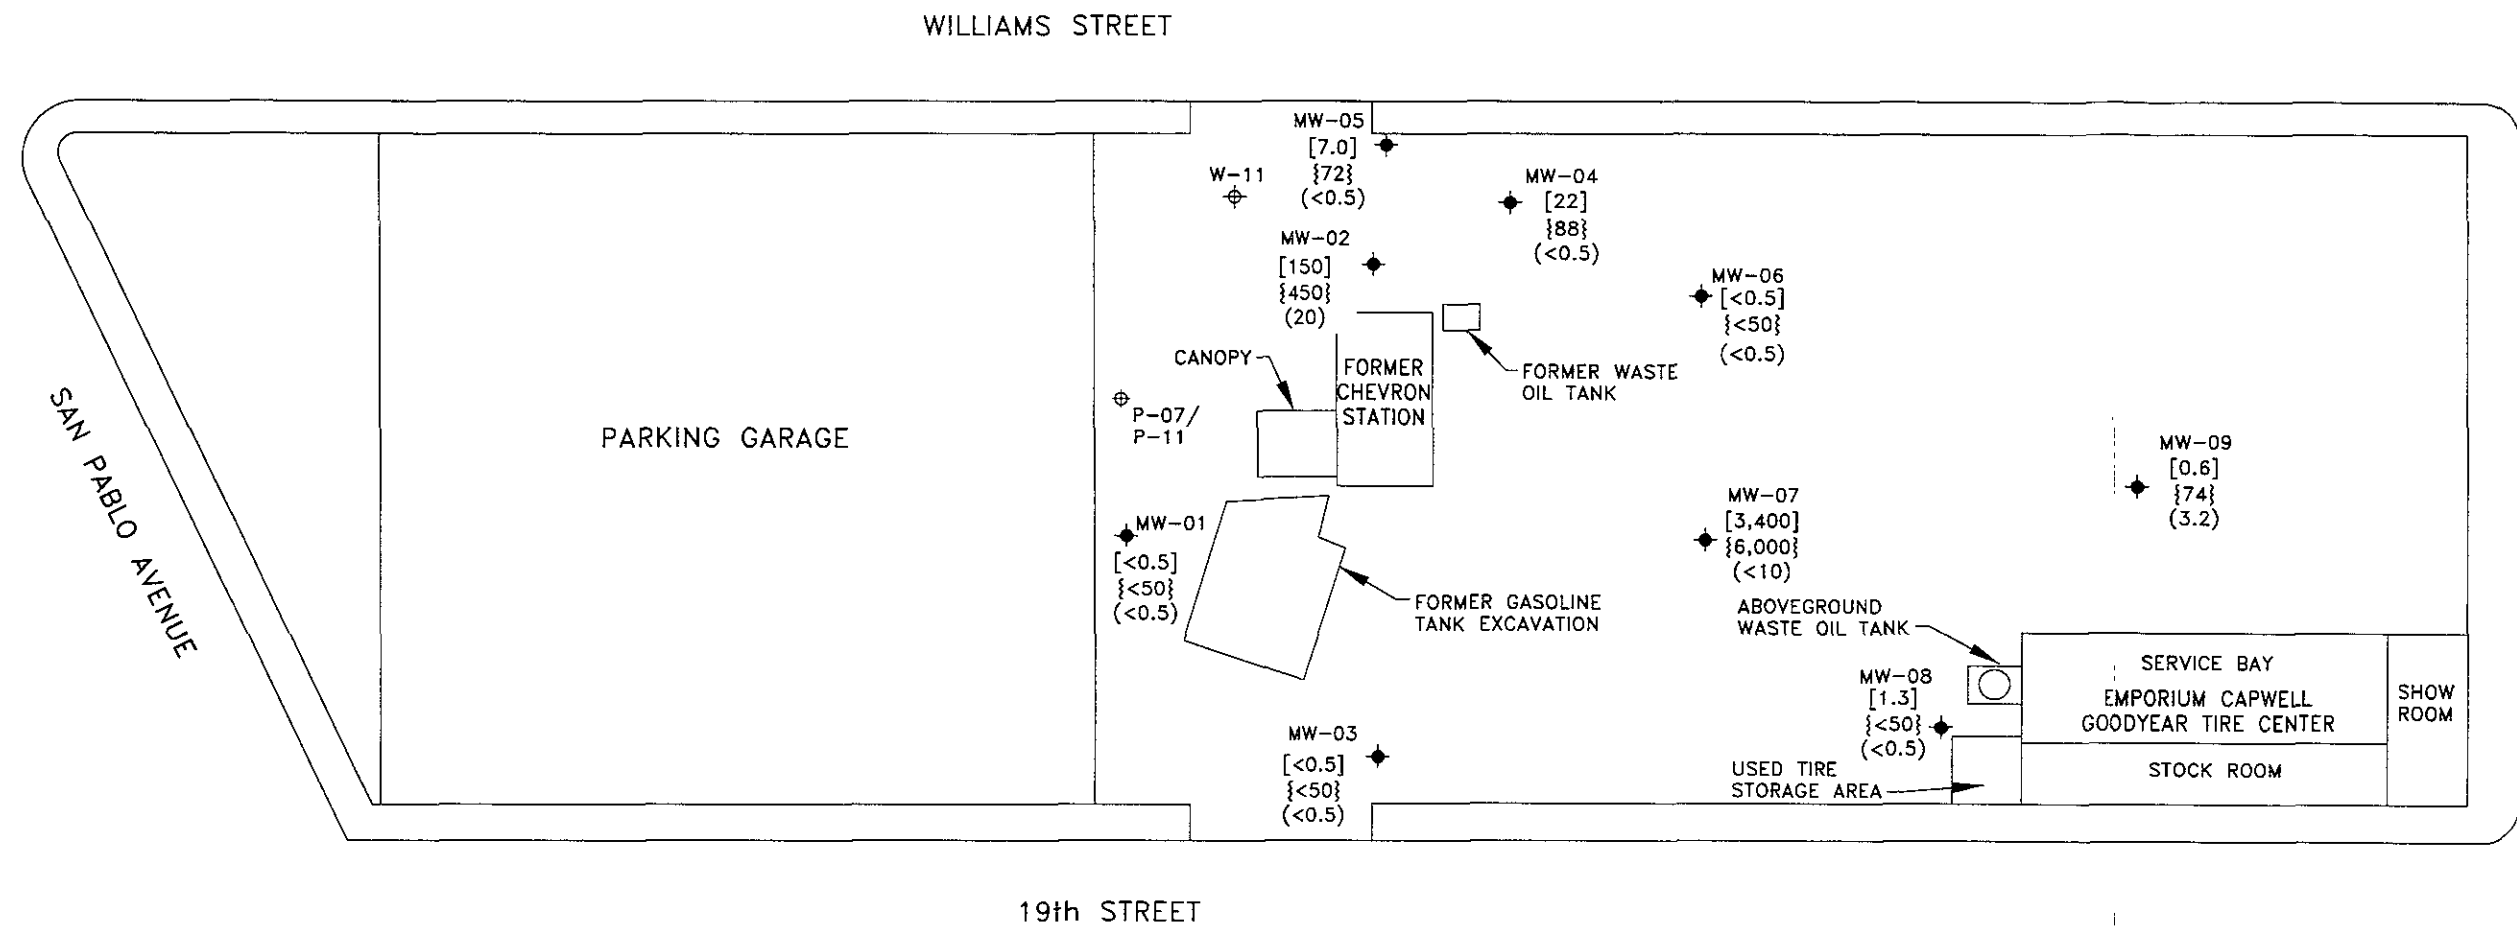 WILLIAMS STREET
MW-05
[7.0]
{72}
(<0.5)
W-11
MW-04
[22]
{88}
(<0.5)
MW-02
[150]
{450}
(20)
MW-06
[<0.5]
{<50}
(<0.5)
CANOPY
FORMER
CHEVRON
STATION
FORMER WASTE
OIL TANK
SAN PABLO AVENUE
PARKING GARAGE
P-07/
P-11
MW-09
[0.6]
{74}
(3.2)
MW-01
[<0.5]
{<50}
(<0.5)
MW-07
[3,400]
{6,000}
(<10)
FORMER GASOLINE
TANK EXCAVATION
ABOVEGROUND
WASTE OIL TANK
MW-08
[1.3]
{<50}
(<0.5)
SERVICE BAY
EMPORIUM CAPWELL
GOODYEAR TIRE CENTER
SHOW
ROOM
MW-03
[<0.5]
{<50}
(<0.5)
USED TIRE
STORAGE AREA
STOCK ROOM
19th STREET